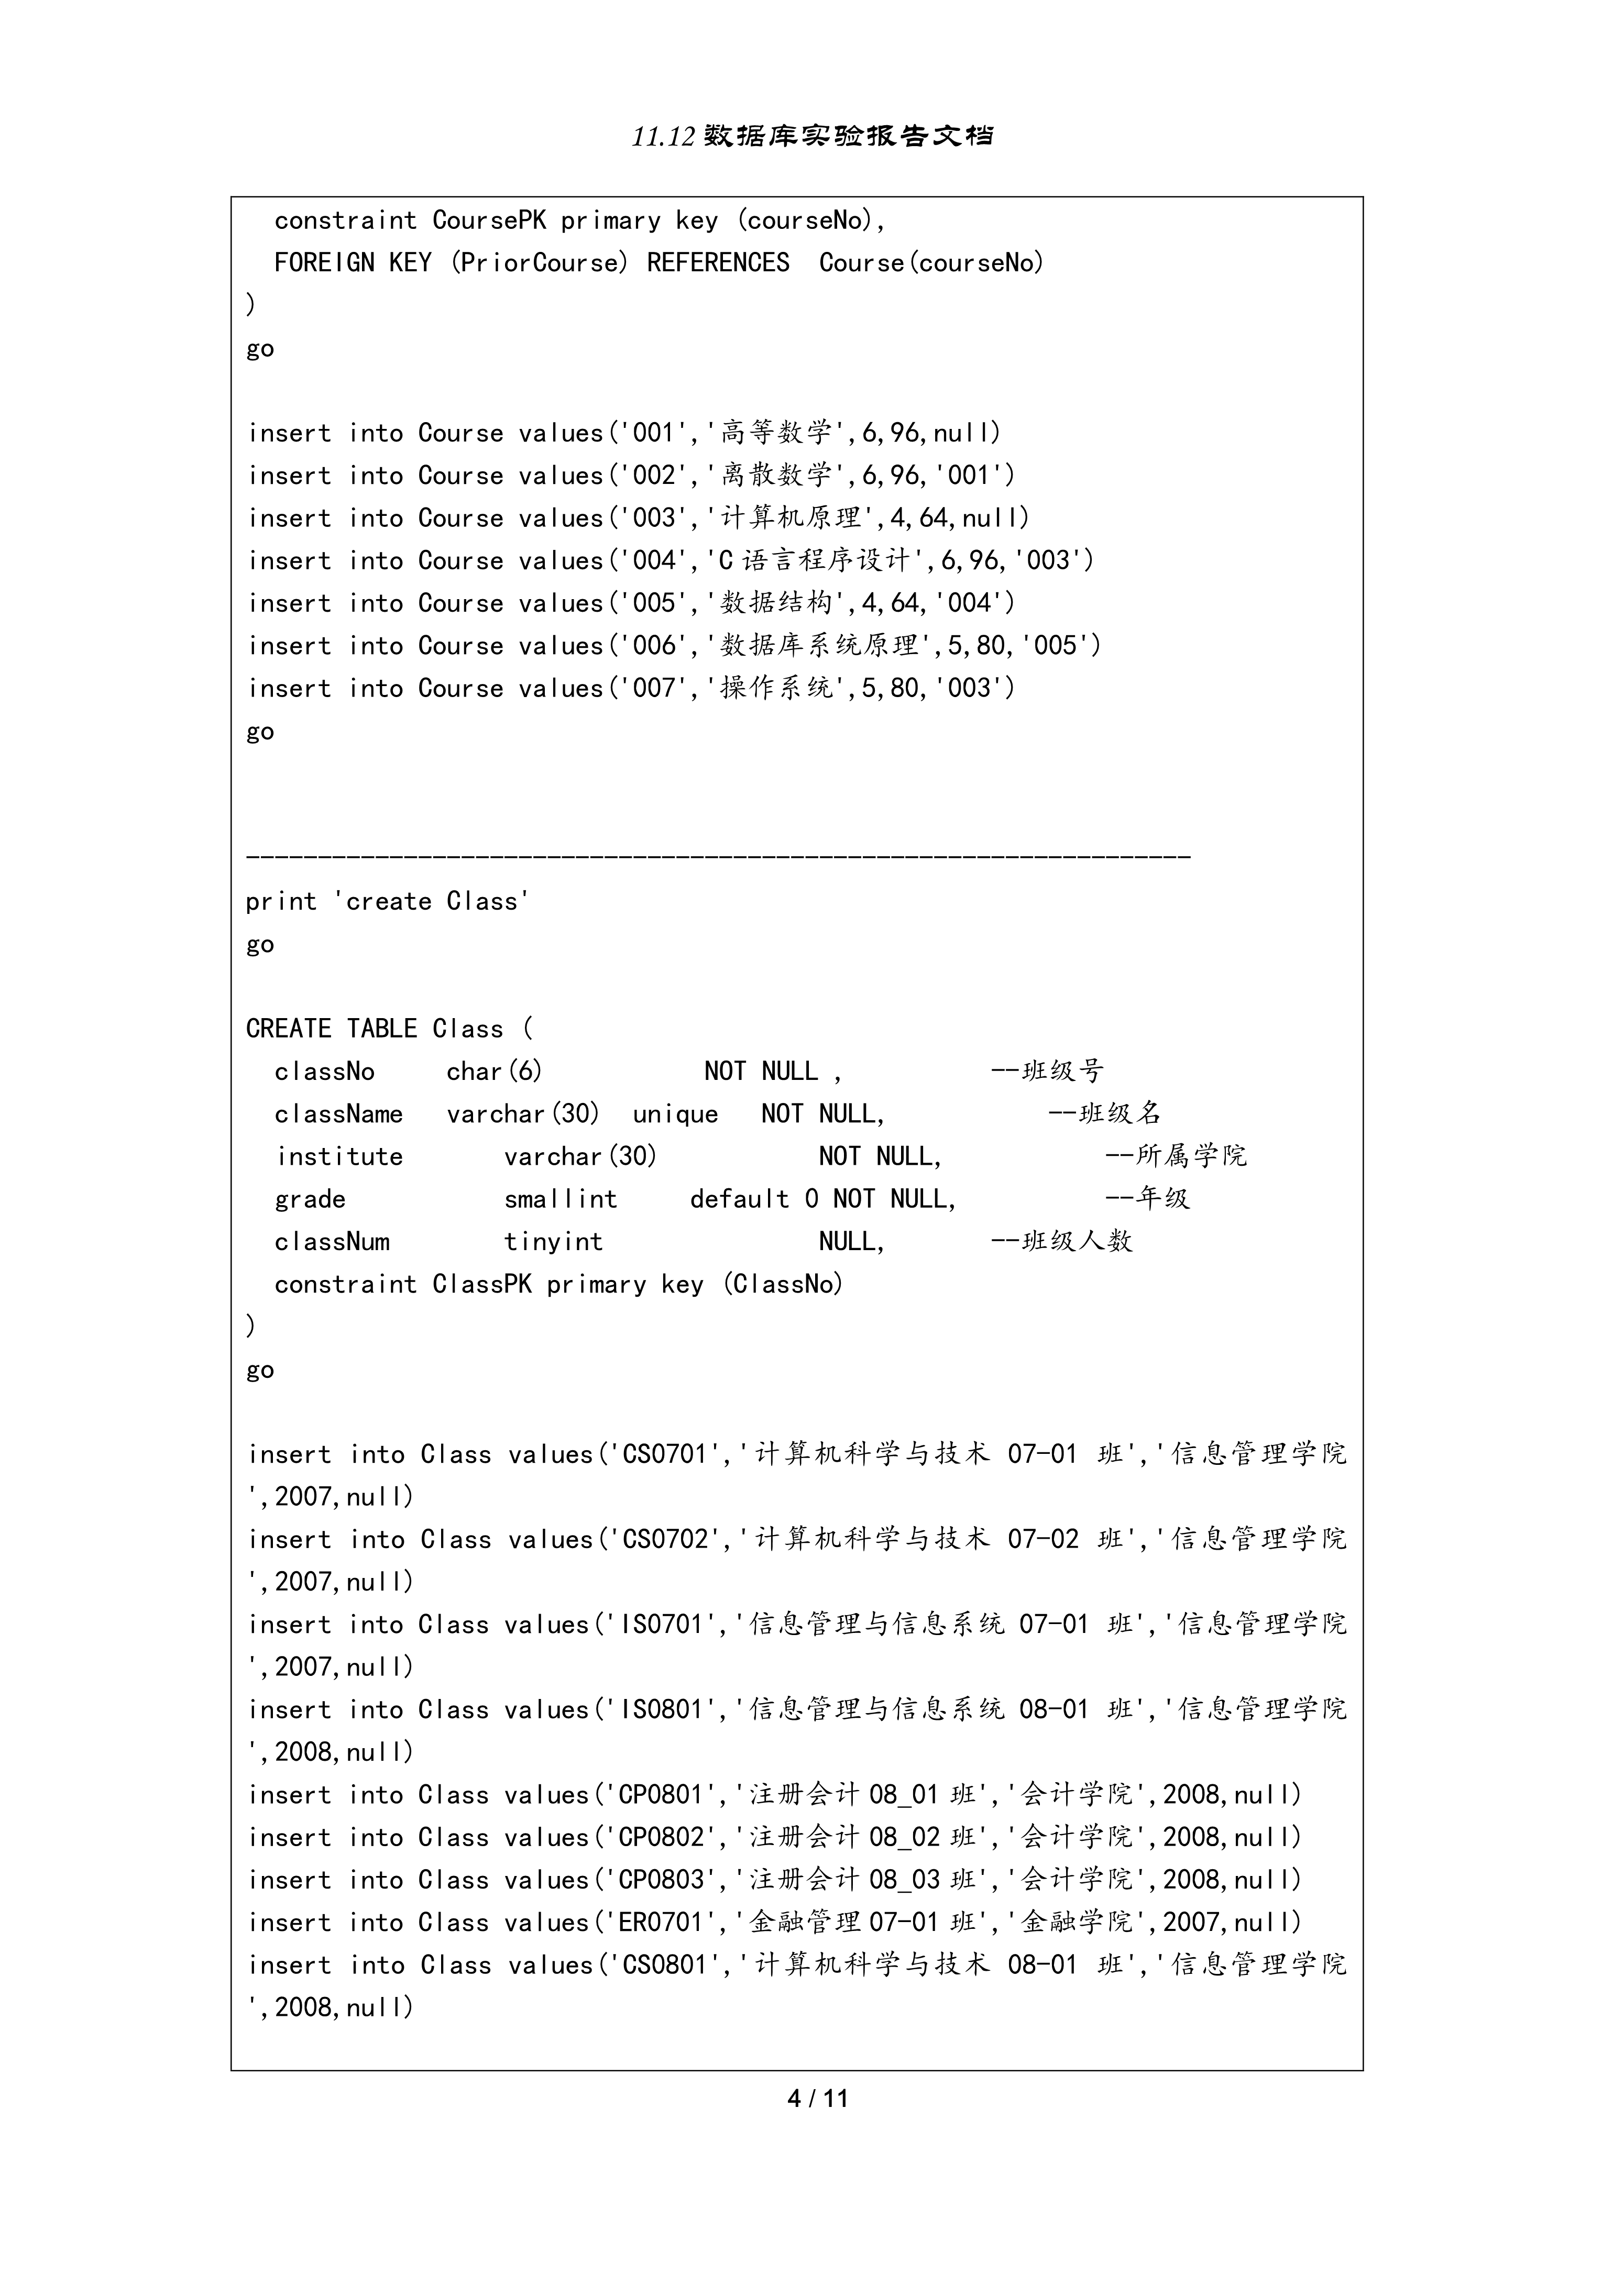 11.12数据库实验报告文档
constraint CoursePK primary key (courseNo),
FOREIGN KEY (PriorCourse) REFERENCES  Course(courseNo)
)
go
insert into Course values('001','高等数学',6,96,null)
insert into Course values('002','离散数学',6,96,'001')
insert into Course values('003','计算机原理',4,64,null)
insert into Course values('004','C 语言程序设计',6,96,'003')
insert into Course values('005','数据结构',4,64,'004')
insert into Course values('006','数据库系统原理',5,80,'005')
insert into Course values('007','操作系统',5,80,'003')
go
------------------------------------------------------------------
print 'create Class'
go
CREATE TABLE Class (
classNo     char(6)           NOT NULL ,          --班级号
className   varchar(30)  unique   NOT NULL,           --班级名
institute       varchar(30)           NOT NULL,           --所属学院
grade           smallint     default 0 NOT NULL,          --年级
classNum        tinyint               NULL,       --班级人数
constraint ClassPK primary key (ClassNo)
)
go
insert into Class values('CS0701','计算机科学与技术 07-01 班','信息管理学院
',2007,null)
insert into Class values('CS0702','计算机科学与技术 07-02 班','信息管理学院
',2007,null)
insert into Class values('IS0701','信息管理与信息系统 07-01 班','信息管理学院
',2007,null)
insert into Class values('IS0801','信息管理与信息系统 08-01 班','信息管理学院
',2008,null)
insert into Class values('CP0801','注册会计 08_01 班','会计学院',2008,null)
insert into Class values('CP0802','注册会计 08_02 班','会计学院',2008,null)
insert into Class values('CP0803','注册会计 08_03 班','会计学院',2008,null)
insert into Class values('ER0701','金融管理 07-01 班','金融学院',2007,null)
insert into Class values('CS0801','计算机科学与技术 08-01 班','信息管理学院
',2008,null)
4 / 11